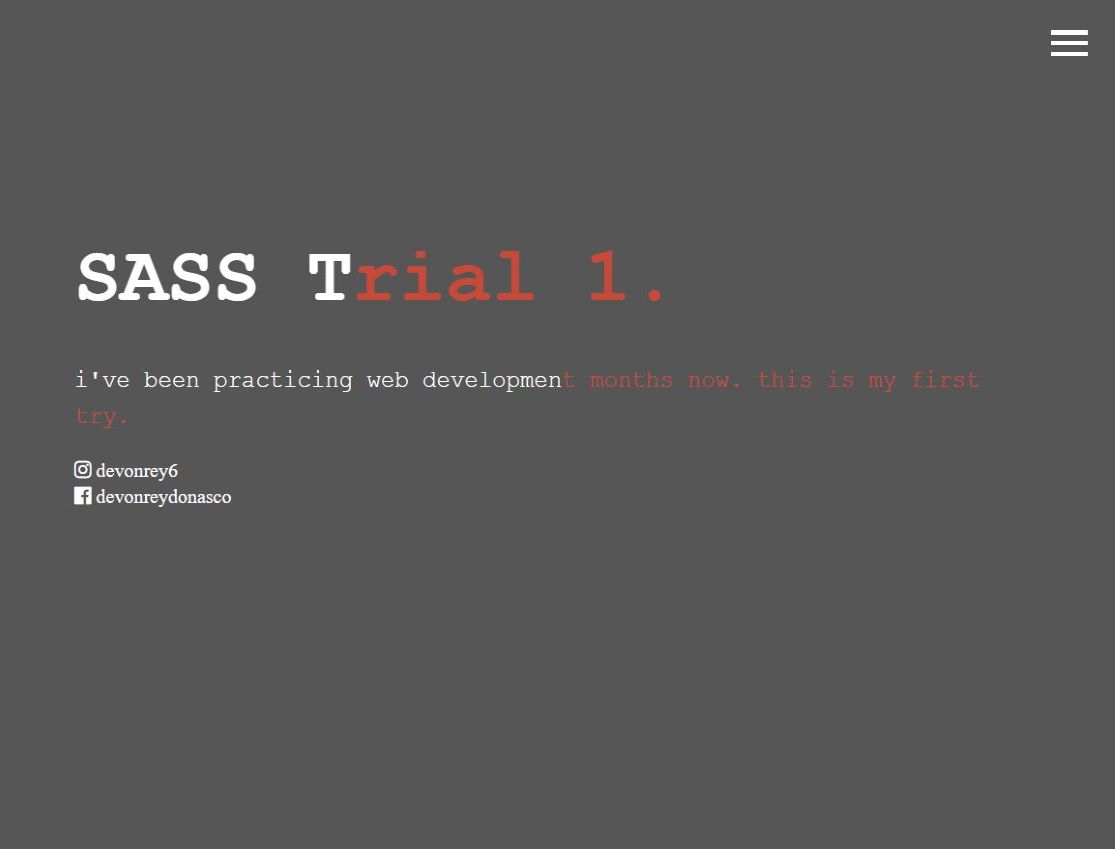 SASS Trial 1.
i've been practicing web development months now. this is my first
try.
devonrey6
devonreydonasco